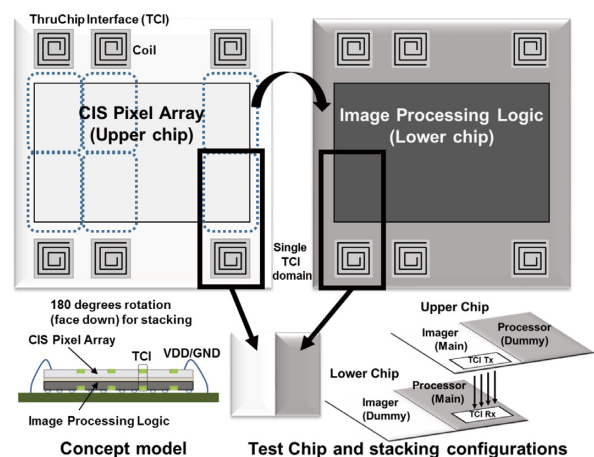 ThruChip Interface (TCI)
Coil
CIS Pixel Array
(Upper chip)
Image Processing Logic
(Lower chip)
Single
TCI
domain
180 degrees rotation
(face down) for stacking
CIS Pixel Array
TCI
VDD/GND
Image Processing Logic
Concept model
Upper Chip
Imager
(Main)
Processor
(Dummy)
TCI Tx
Lower Chip
Processor
(Main)
Imager
(Dummy)
TCI Rx
Test Chip and stacking configurations